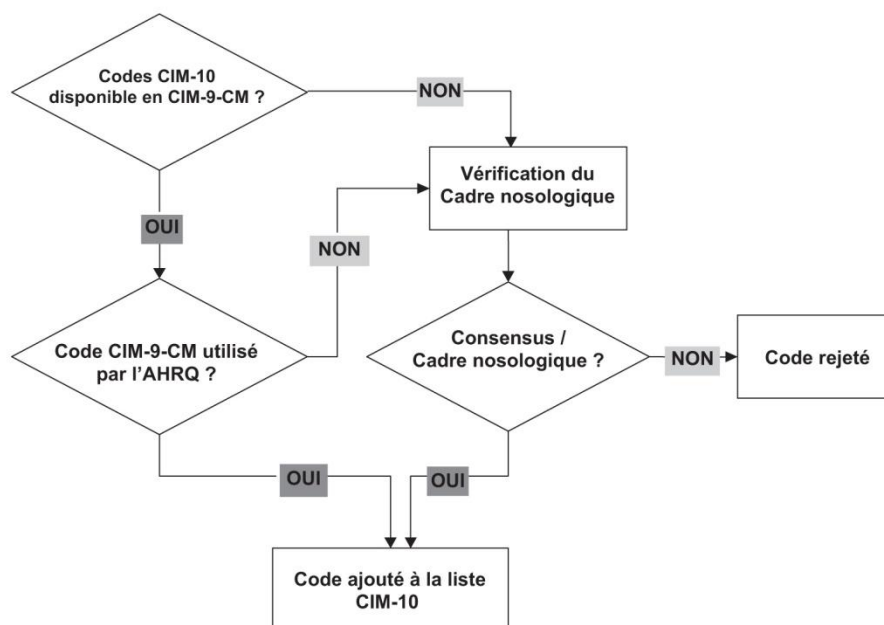 Codes CIM-10
disponible en CIM-9-CM ?
NON
Vérification du
Cadre nosologique
OUI
NON
Code CIM-9-CM utilisé
par l'AHRQ ?
Consensus /
Cadre nosologique ?
NON
Code rejeté
OUI
OUI
Code ajouté à la liste
CIM-10